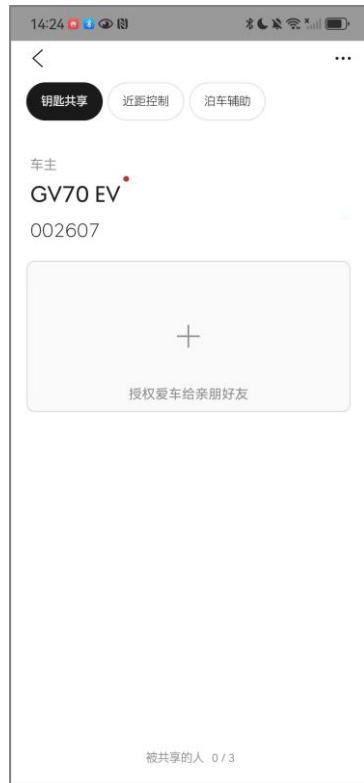 14:24
钥匙共享 近距控制 泊车辅助
车主
GV70 EV
002607
授权爱车给亲朋好友
被共享的人 0 / 3